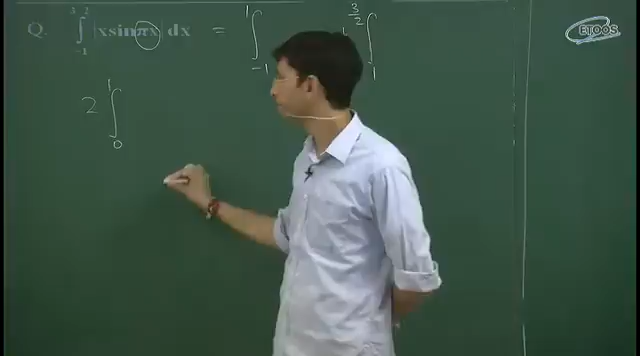 Q. ∫_{-1}^{3/2} |x sin πx| dx = ∫_{-1}^{1} + ∫_{1}^{3/2}
2 ∫_{0}^{1}
ETOOS